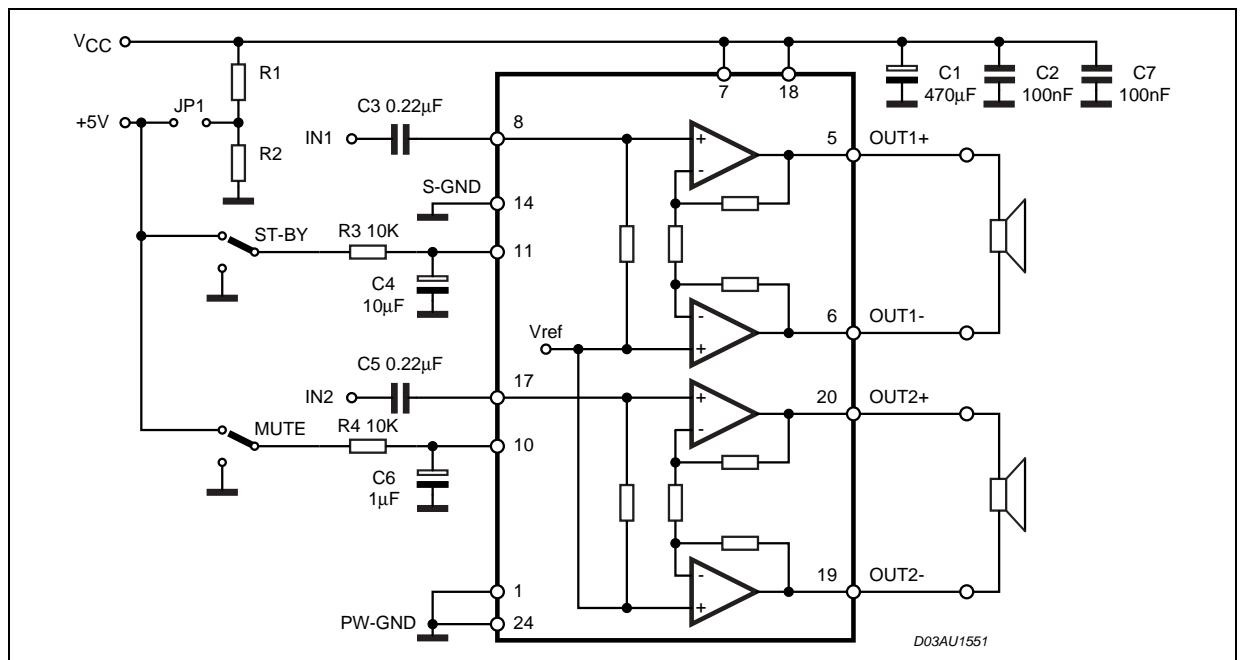 VCC
R1
JP1
+5V
R2
C3 0.22µF
IN1
8
7
18
C1
470µF
C2
100nF
C7
100nF
+
-
5
OUT1+
S-GND
14
ST-BY
R3 10K
11
C4
10µF
-
+
6
OUT1-
Vref
C5 0.22µF
IN2
17
+
-
20
OUT2+
MUTE
R4 10K
10
C6
1µF
-
+
19
OUT2-
1
PW-GND
24
D03AU1551